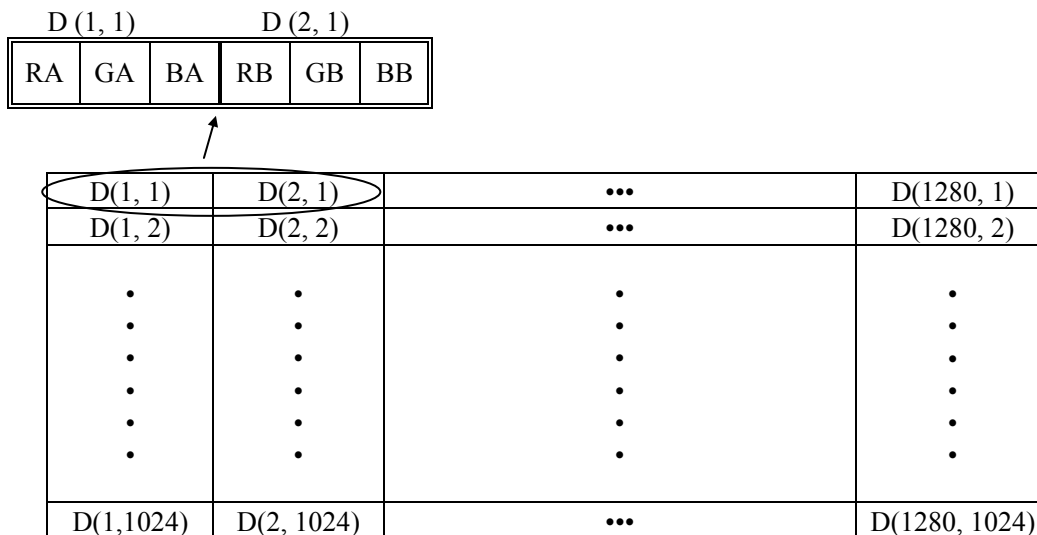 D (1, 1) D (2, 1)
RA GA BA RB GB BB
D(1, 1) D(2, 1) ••• D(1280, 1)
D(1, 2) D(2, 2) ••• D(1280, 2)
• • • •
• • • •
• • • •
• • • •
• • • •
• • • •
D(1,1024) D(2, 1024) ••• D(1280, 1024)